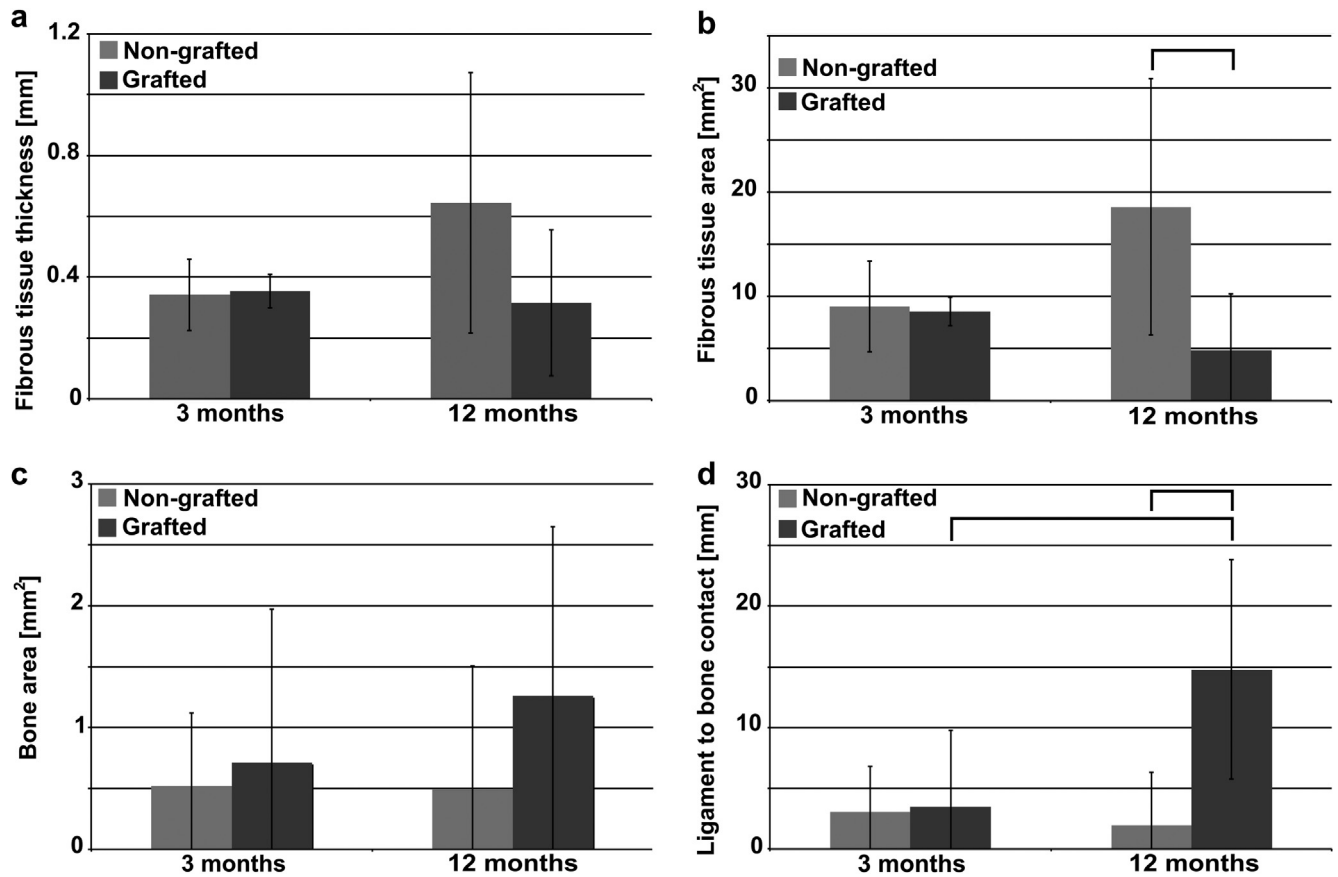 a
Fibrous tissue thickness [mm]
1.2
0.8
0.4
0
Non-grafted
Grafted
3 months
12 months
b
Fibrous tissue area [mm²]
30
20
10
0
Non-grafted
Grafted
3 months
12 months
c
Bone area [mm²]
3
2
1
0
Non-grafted
Grafted
3 months
12 months
d
Ligament to bone contact [mm]
30
20
10
0
Non-grafted
Grafted
3 months
12 months